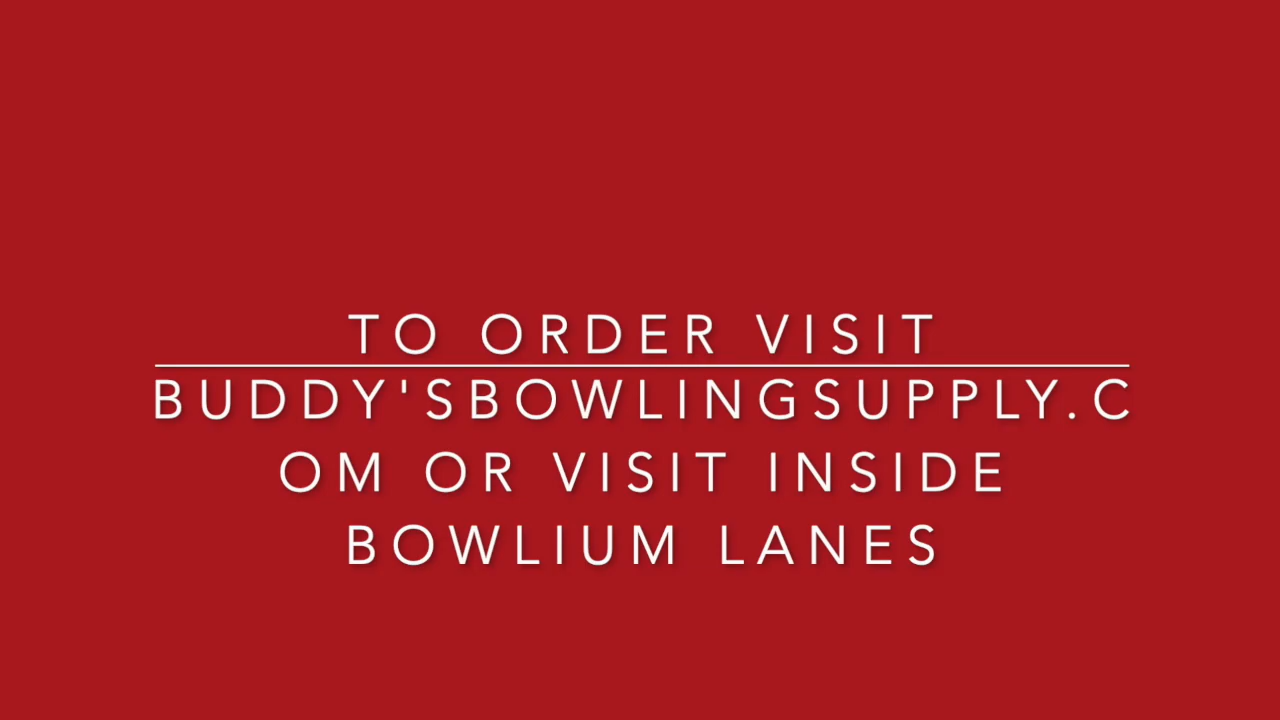 TO ORDER VISIT
BUDDY'SBOWLINGSUPPLY.C
OM OR VISIT INSIDE
BOWLIUM LANES